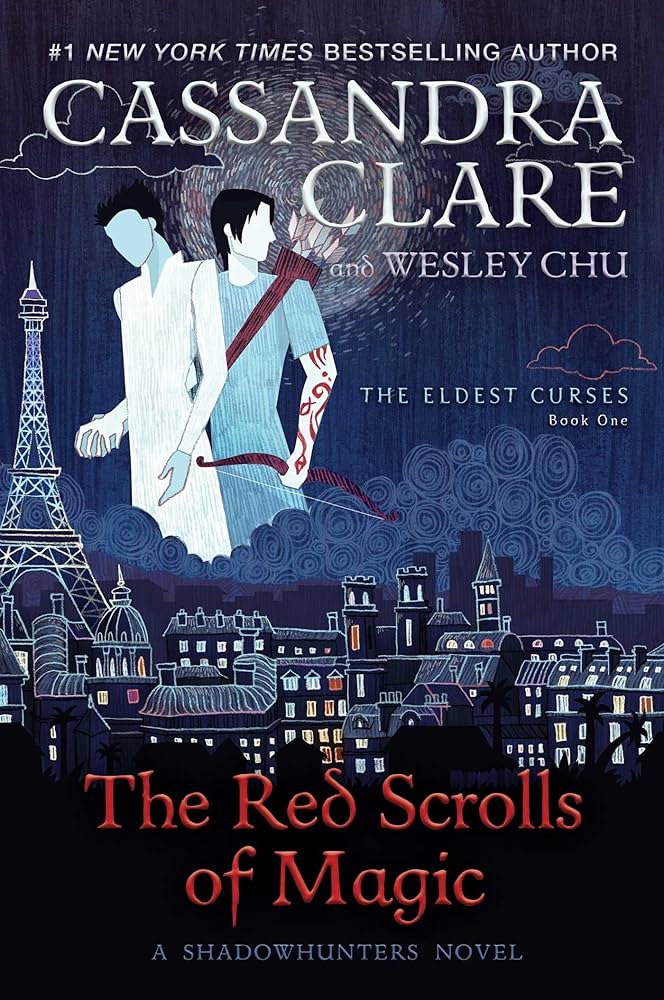 #1 NEW YORK TIMES BESTSELLING AUTHOR
CASSANDRA
CLARE
and WESLEY CHU
THE ELDEST CURSES
Book One
The Red Scrolls
of Magic
A SHADOWHUNTERS NOVEL